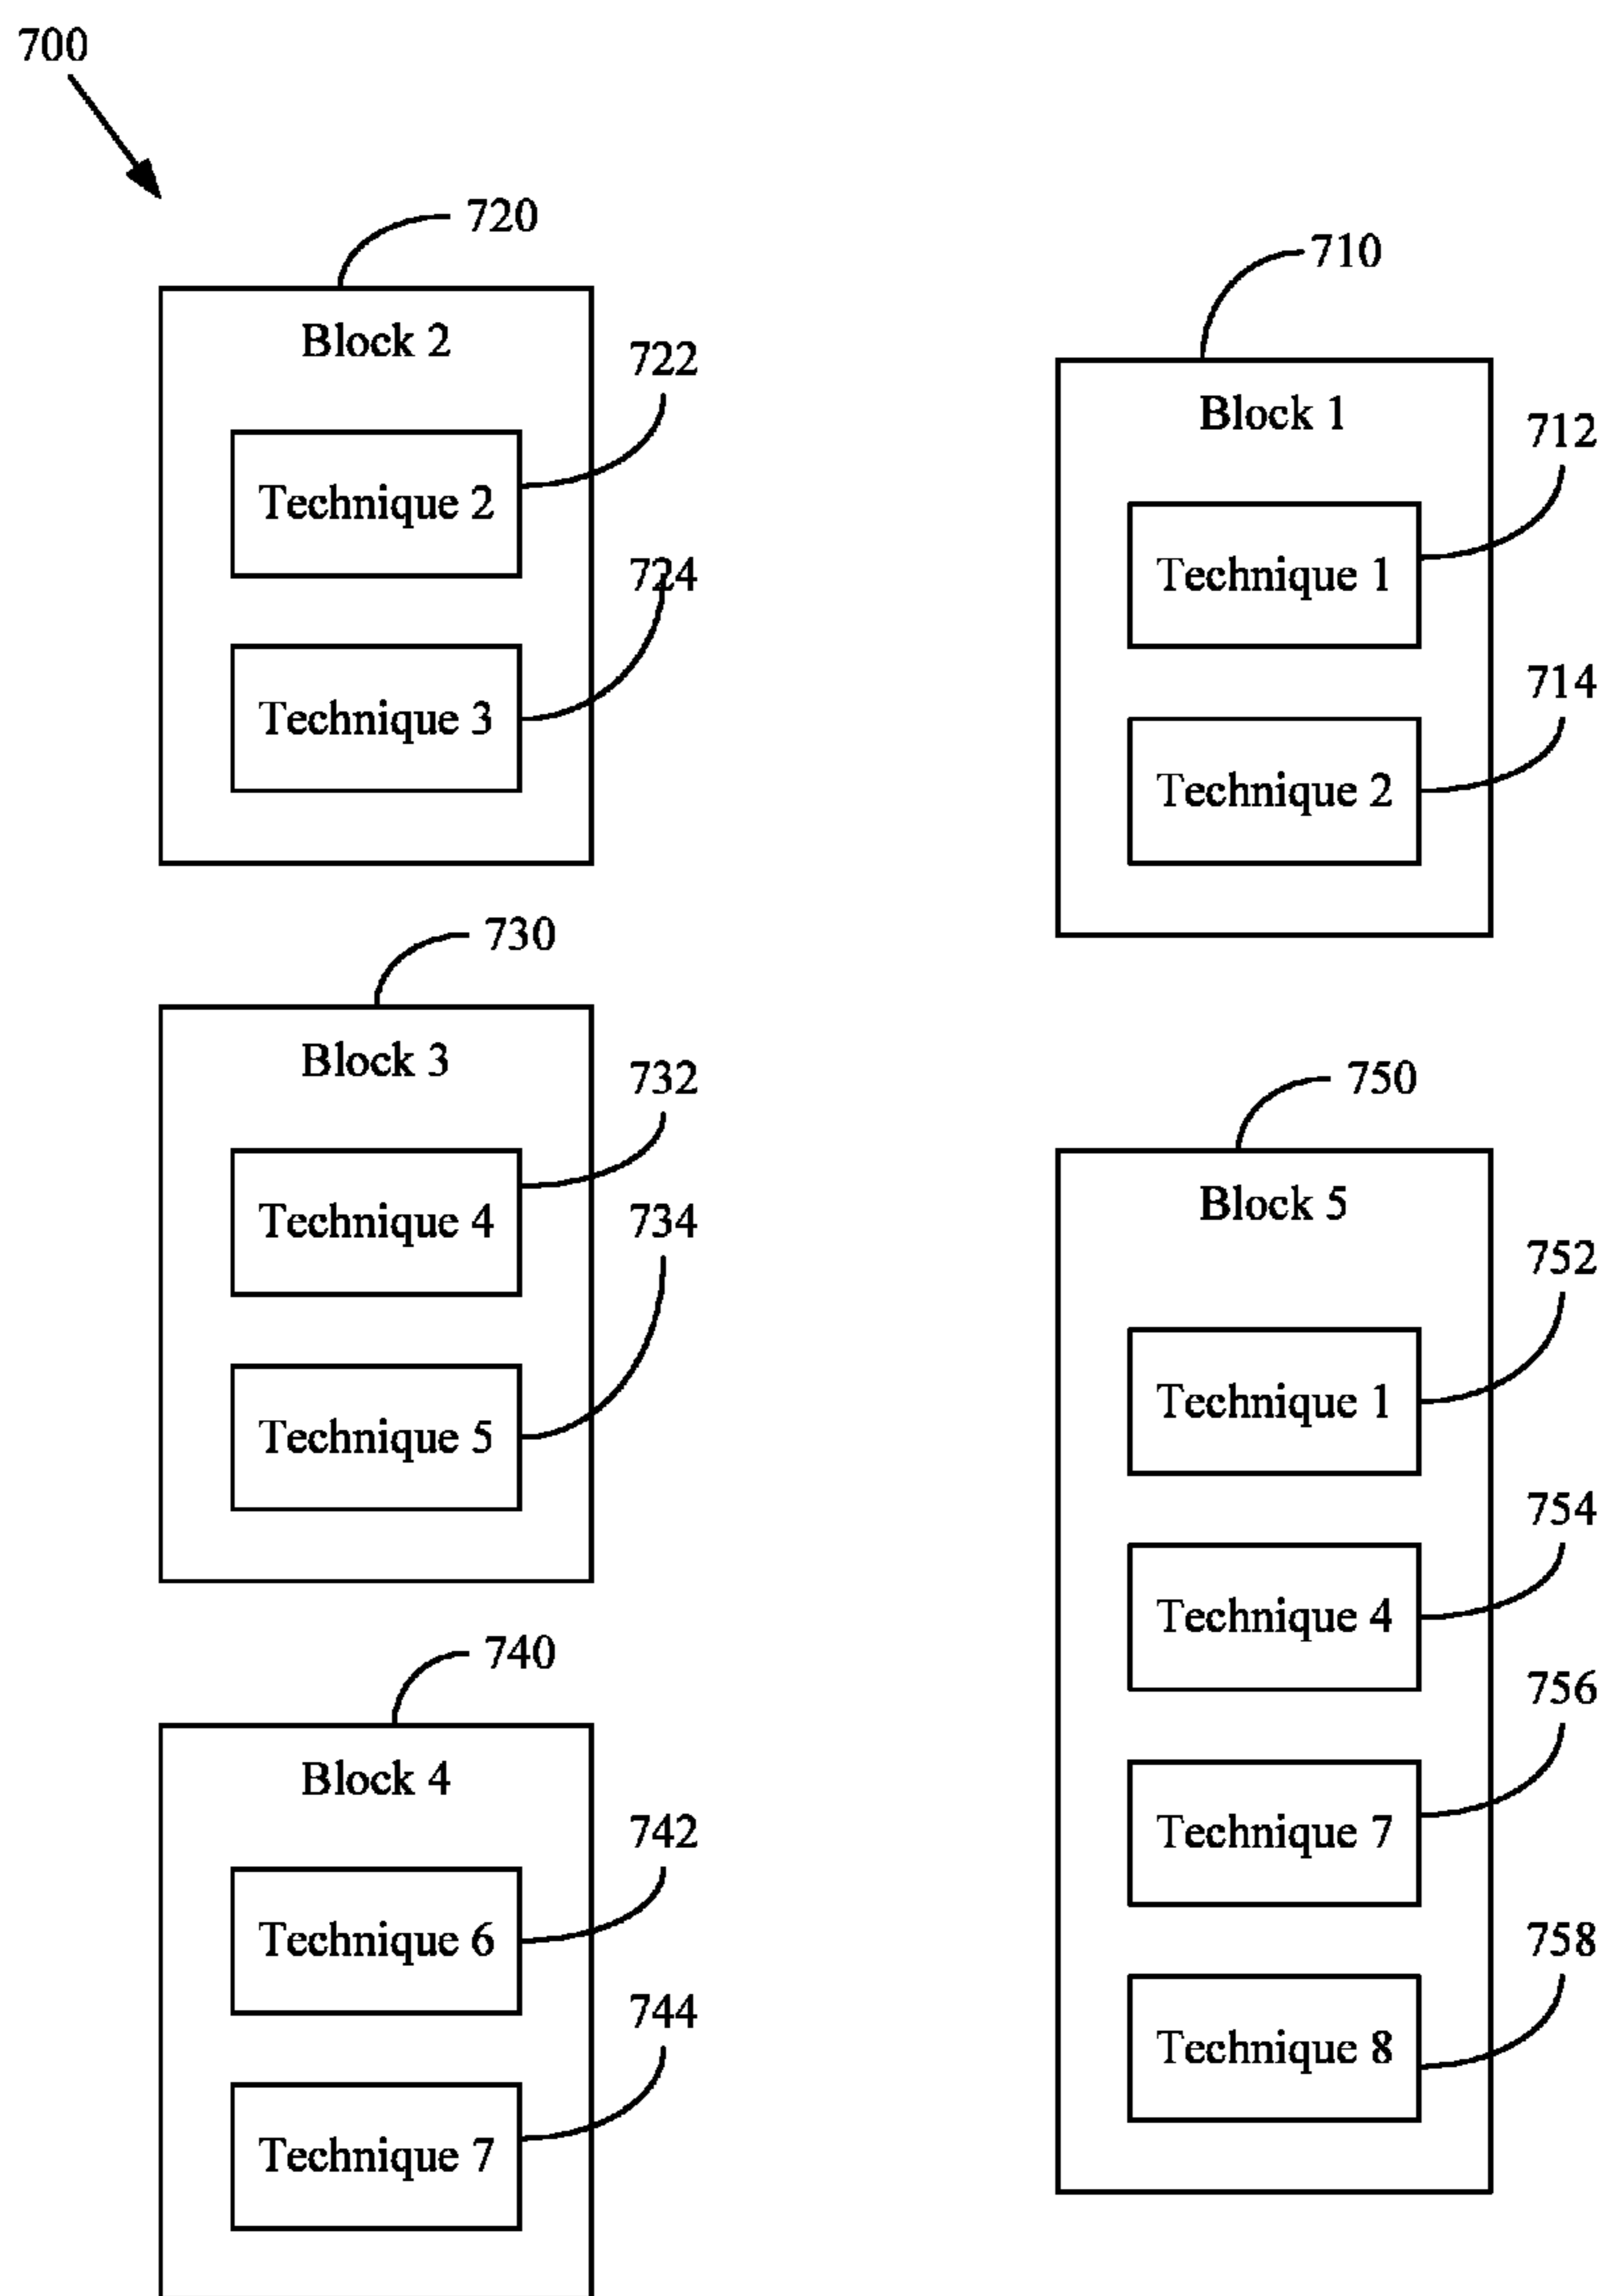 700
720
Block 2
722
Technique 2
724
Technique 3
730
Block 3
732
Technique 4
734
Technique 5
740
Block 4
742
Technique 6
744
Technique 7
710
Block 1
712
Technique 1
714
Technique 2
750
Block 5
752
Technique 1
754
Technique 4
756
Technique 7
758
Technique 8